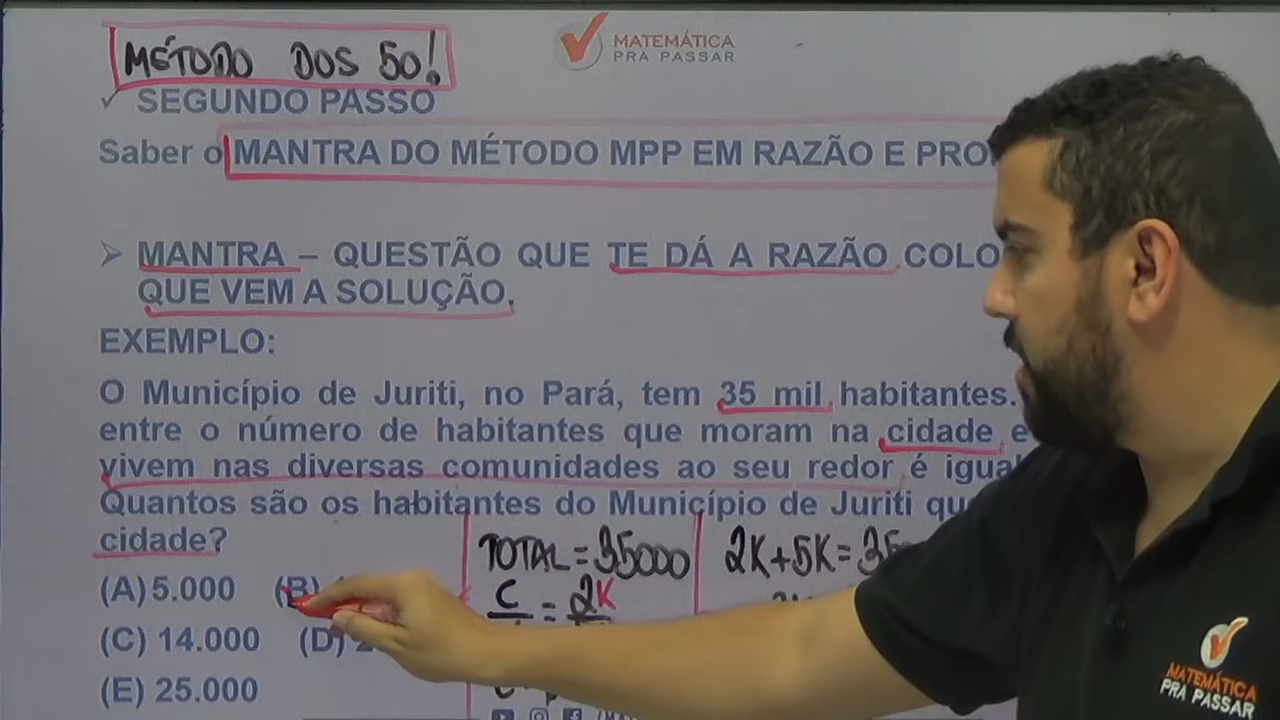 MÉTODO DOS 50!
MATEMÁTICA
PRA PASSAR
✓ SEGUNDO PASSO
Saber o MANTRA DO MÉTODO MPP EM RAZÃO E PRO
➢ MANTRA – QUESTÃO QUE TE DÁ A RAZÃO COLO
QUE VEM A SOLUÇÃO.
EXEMPLO:
O Município de Juriti, no Pará, tem 35 mil habitantes.
entre o número de habitantes que moram na cidade e
vivem nas diversas comunidades ao seu redor é igual
Quantos são os habitantes do Município de Juriti qu
cidade?
TOTAL = 35000
2K+5K=35
(A) 5.000 (B)
C = 2K
(C) 14.000 (D)
(E) 25.000
MATEMÁTICA
PRA PASSAR